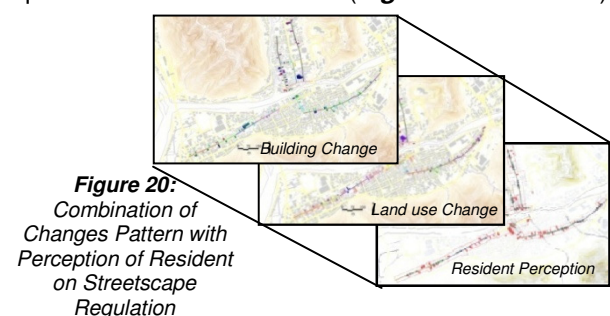 Building Change
Land use Change
Resident Perception
Figure 20:
Combination of
Changes Pattern with
Perception of Resident
on Streetscape
Regulation